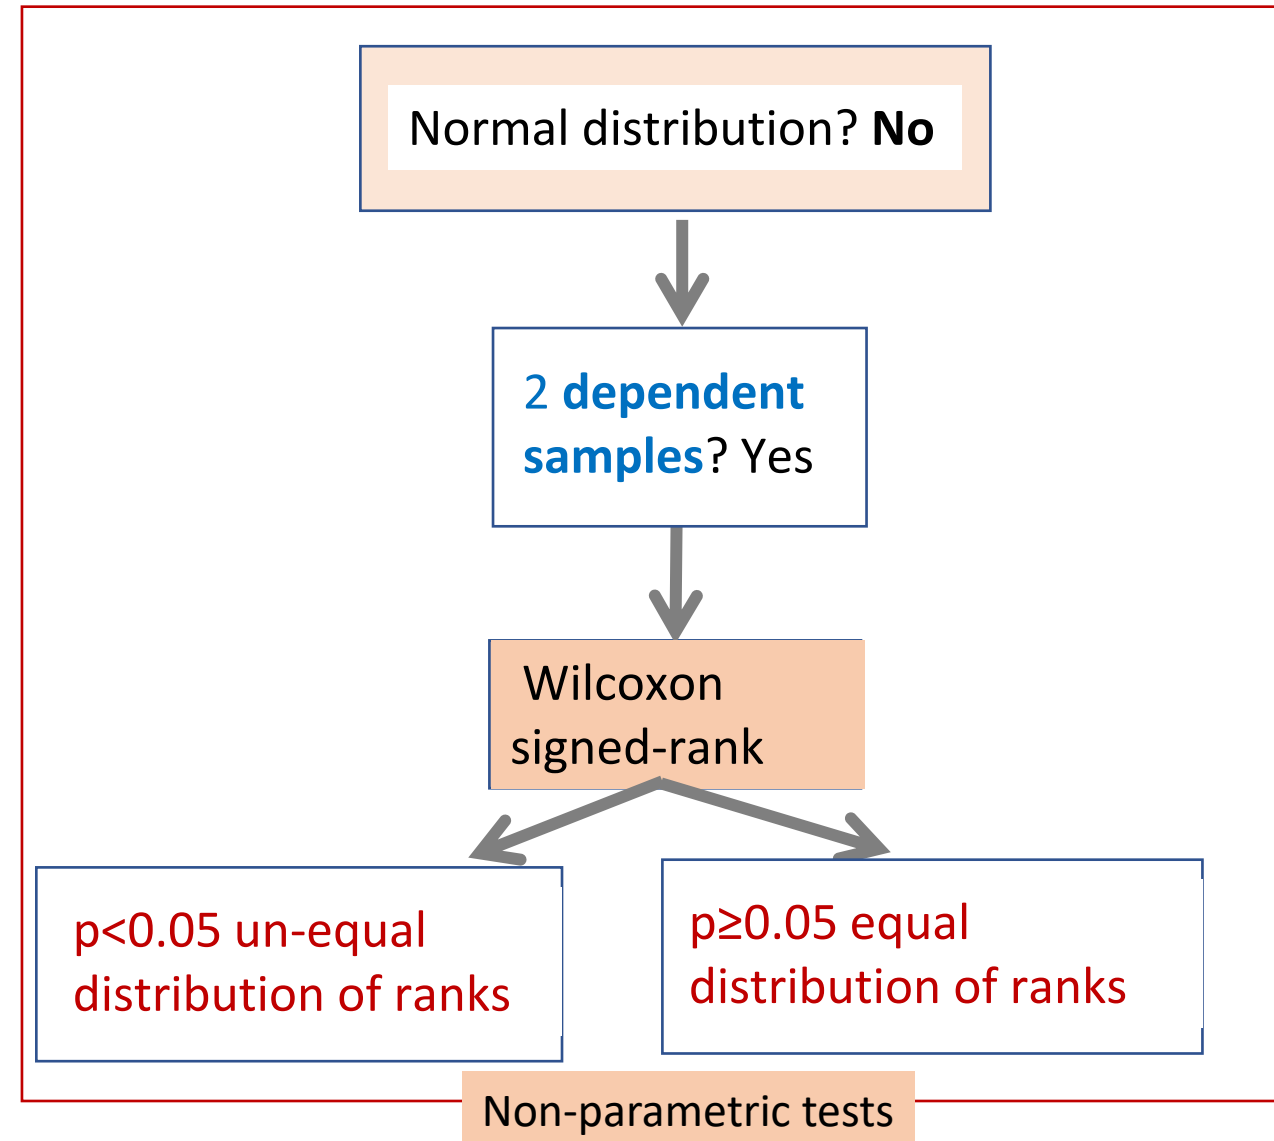 Normal distribution? No
2 dependent
samples? Yes
Wilcoxon
signed-rank
p<0.05 un-equal
distribution of ranks
p≥0.05 equal
distribution of ranks
Non-parametric tests